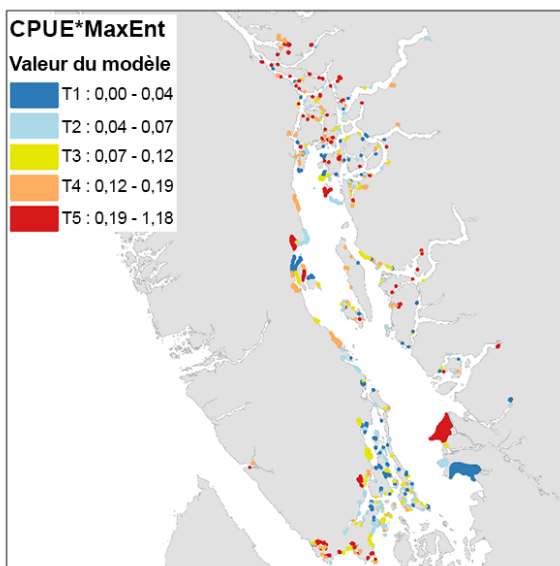 CPUE*MaxEnt
Valeur du modèle
T1 : 0,00 - 0,04
T2 : 0,04 - 0,07
T3 : 0,07 - 0,12
T4 : 0,12 - 0,19
T5 : 0,19 - 1,18